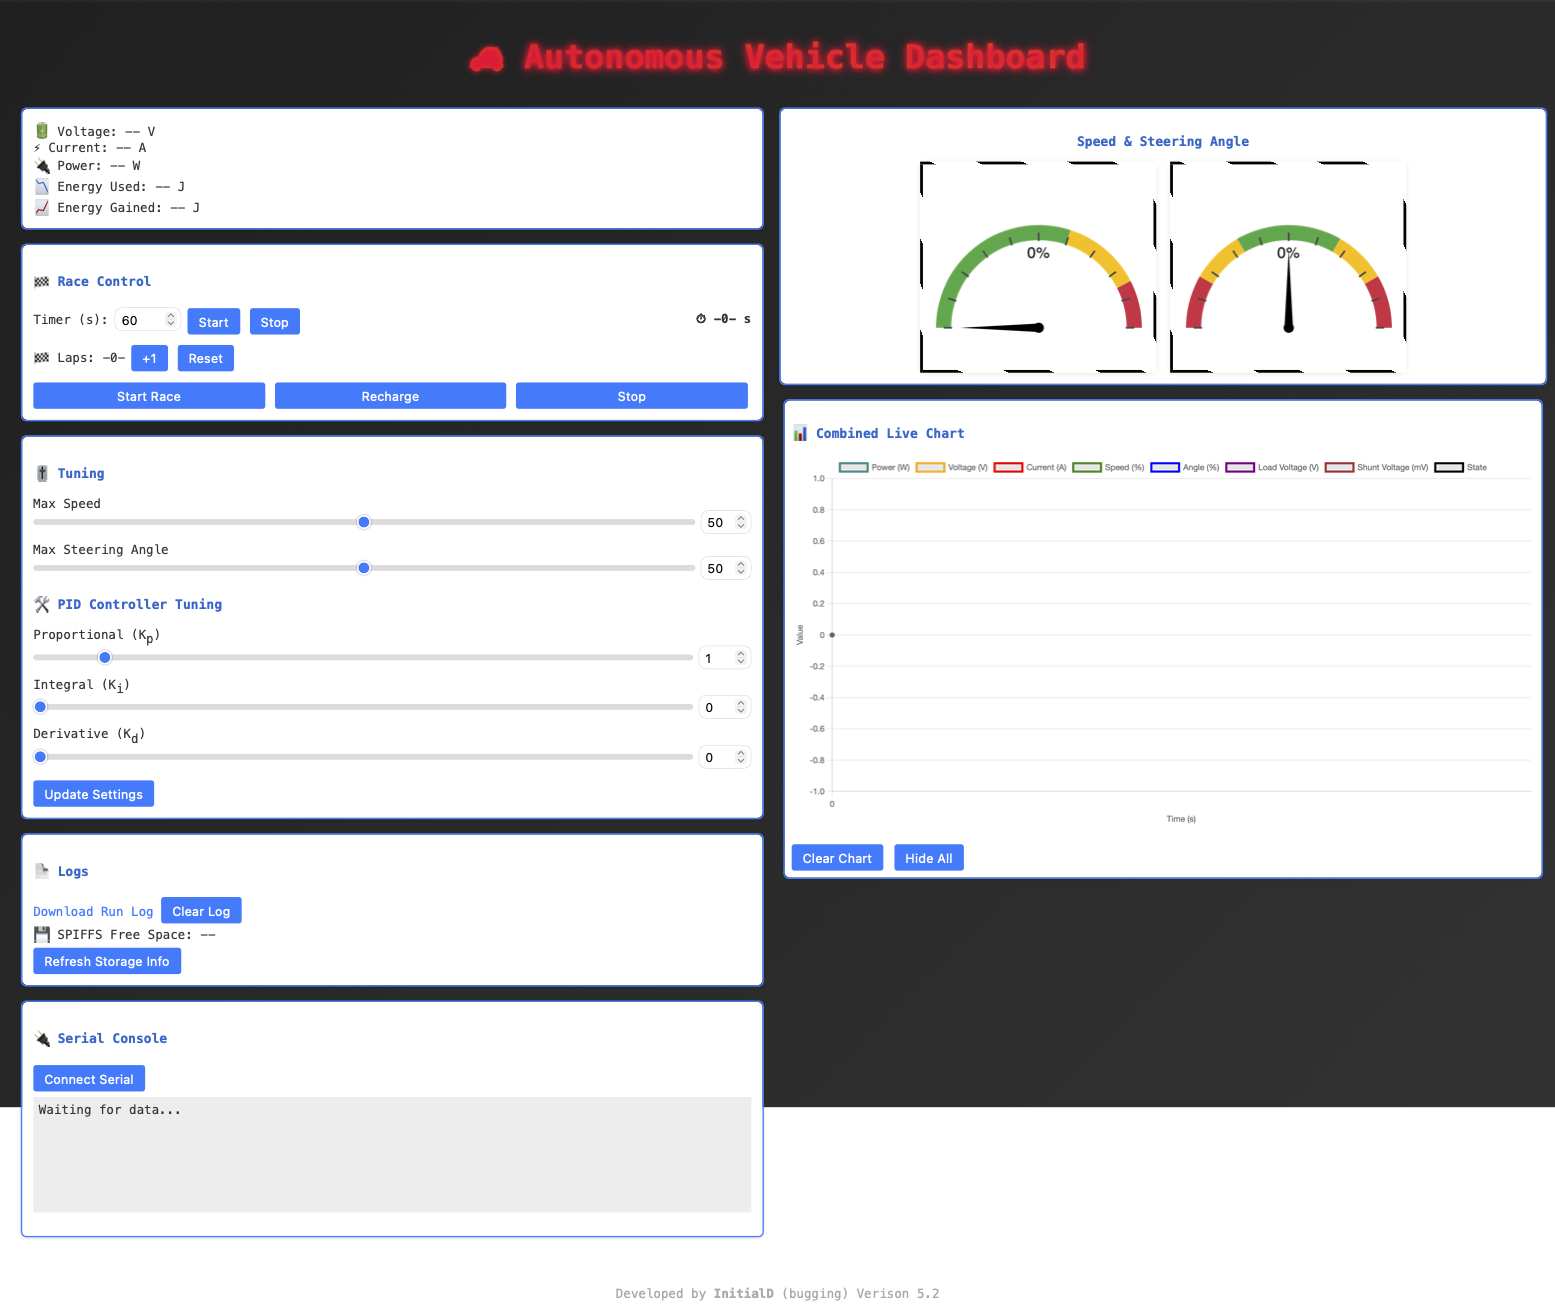 Autonomous Vehicle Dashboard
Voltage: -- V
Current: -- A
Power: -- W
Energy Used: -- J
Energy Gained: -- J
Race Control
Timer (s): 60 Start Stop -0- s
Laps: -0- +1 Reset
Start Race Recharge Stop
Tuning
Max Speed
50
Max Steering Angle
50
PID Controller Tuning
Proportional (Kp)
1
Integral (Ki)
0
Derivative (Kd)
0
Update Settings
Logs
Download Run Log Clear Log
SPIFFS Free Space: --
Refresh Storage Info
Serial Console
Connect Serial
Waiting for data...
Speed & Steering Angle
0% 0%
Combined Live Chart
Power (W) Voltage (V) Current (A) Speed (%) Angle (%) Load Voltage (V) Shunt Voltage (mV) State
1.0
0.8
0.6
0.4
0.2
0
-0.2
-0.4
-0.6
-0.8
-1.0
Value
0
Time (s)
Clear Chart Hide All
Developed by InitialD (bugging) Verison 5.2